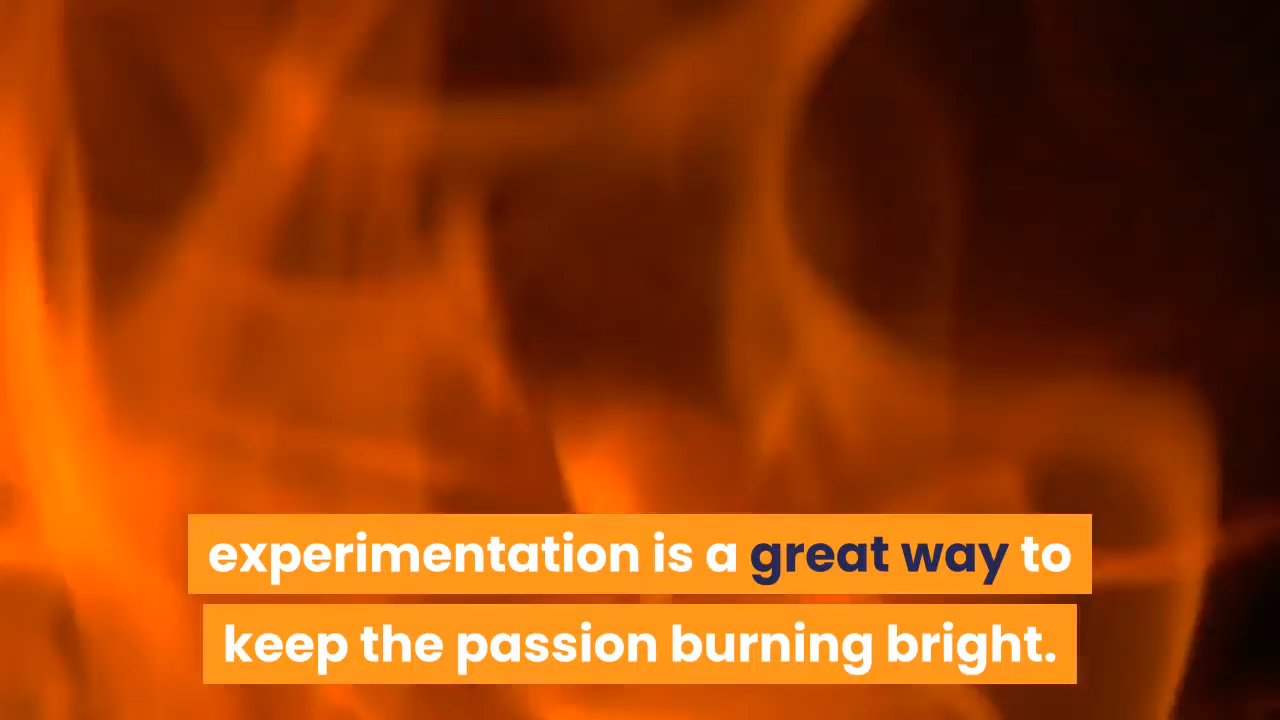 experimentation is a great way to
keep the passion burning bright.